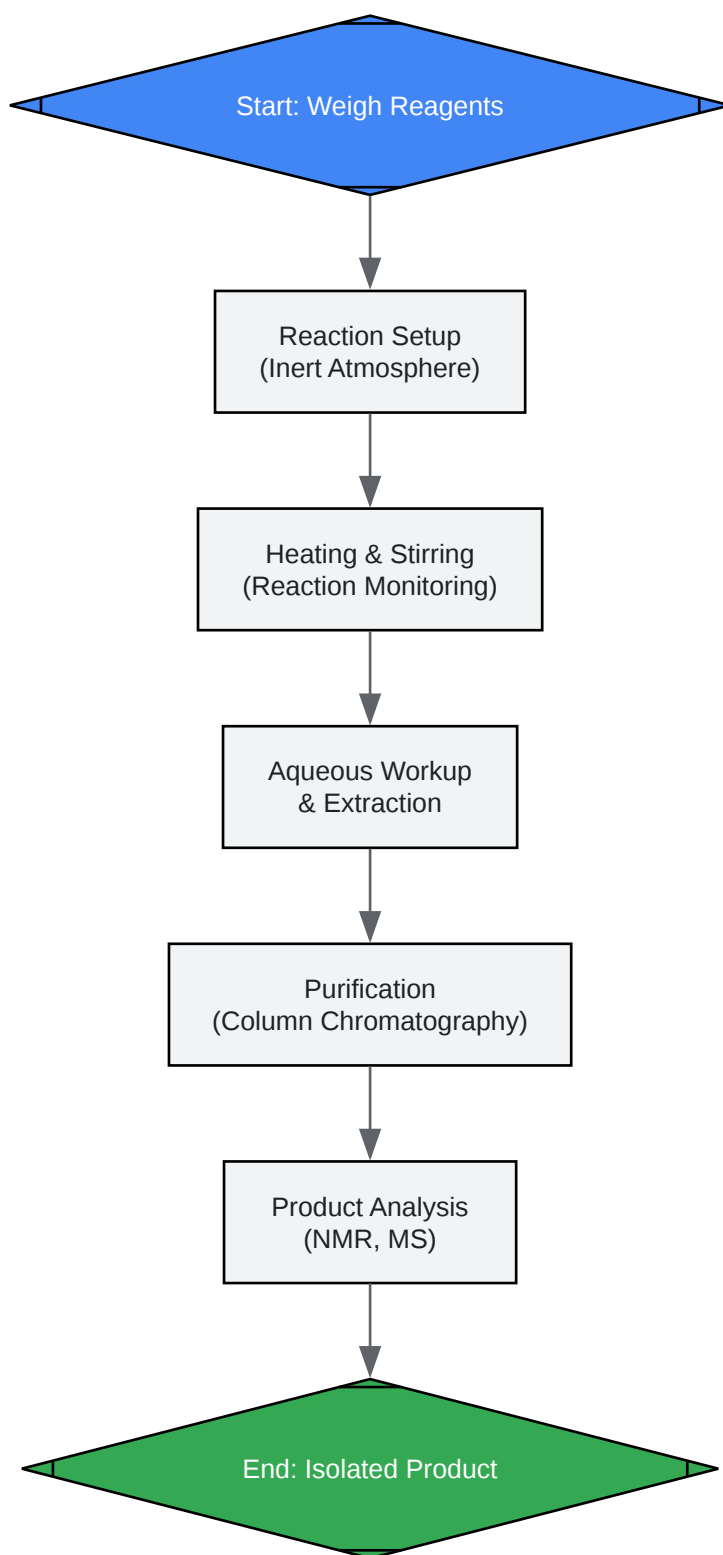 Start: Weigh Reagents
Reaction Setup
(Inert Atmosphere)
Heating & Stirring
(Reaction Monitoring)
Aqueous Workup
& Extraction
Purification
(Column Chromatography)
Product Analysis
(NMR, MS)
End: Isolated Product